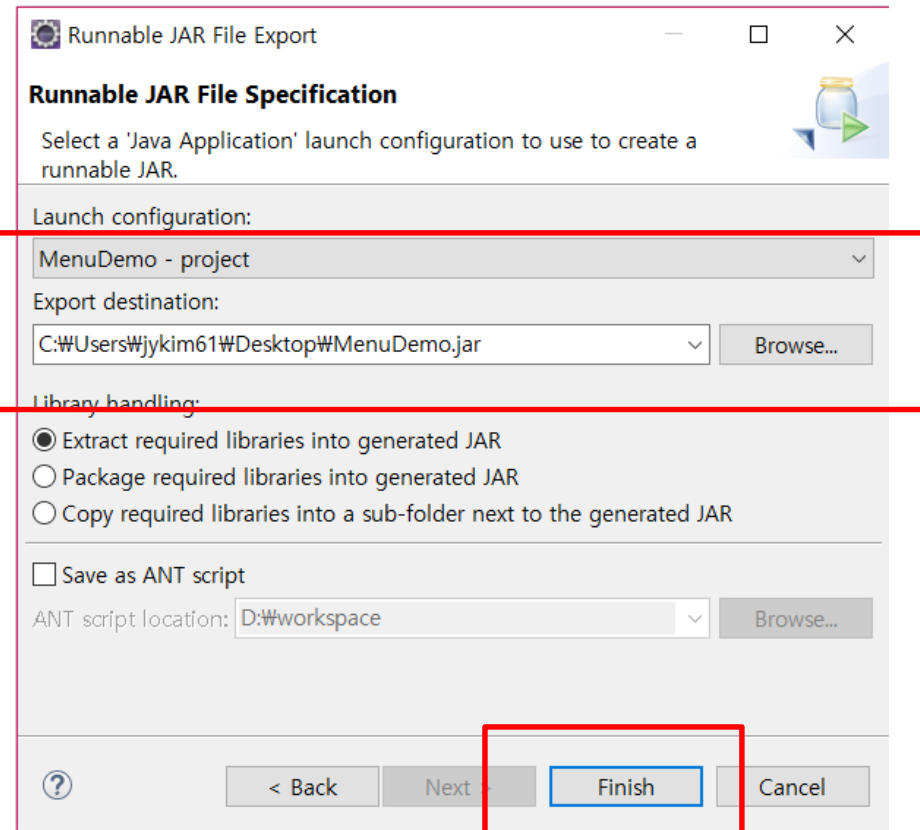 Runnable JAR File Export
Runnable JAR File Specification
Select a 'Java Application' launch configuration to use to create a
runnable JAR.
Launch configuration:
MenuDemo - project
Export destination:
C:₩Users₩jykim61₩Desktop₩MenuDemo.jar
Browse...
Library handling:
Extract required libraries into generated JAR
Package required libraries into generated JAR
Copy required libraries into a sub-folder next to the generated JAR
Save as ANT script
ANT script location: D:₩workspace
Browse...
? < Back Next > Finish Cancel